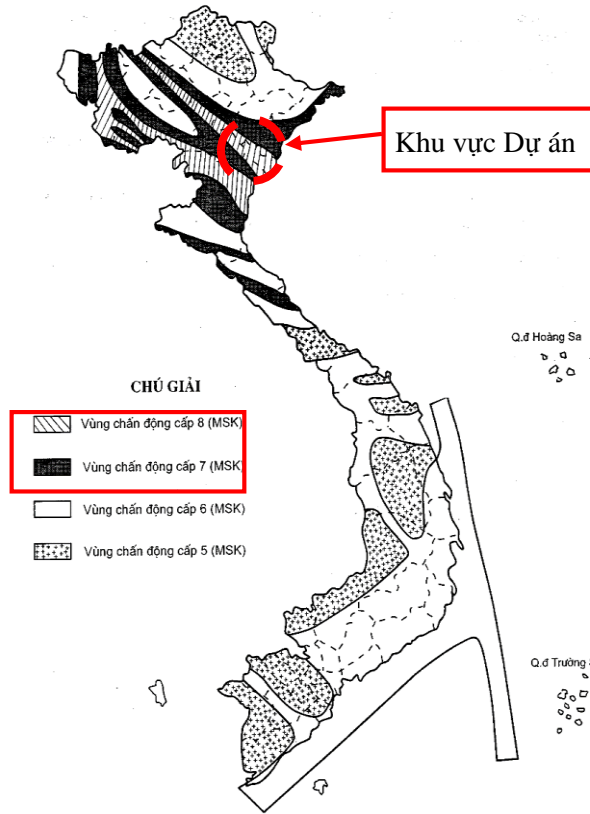 Khu vực Dự án
Q.đ Hoàng Sa
CHÚ GIẢI
Vùng chấn động cấp 8 (MSK)
Vùng chấn động cấp 7 (MSK)
Vùng chấn động cấp 6 (MSK)
Vùng chấn động cấp 5 (MSK)
Q.đ Trường